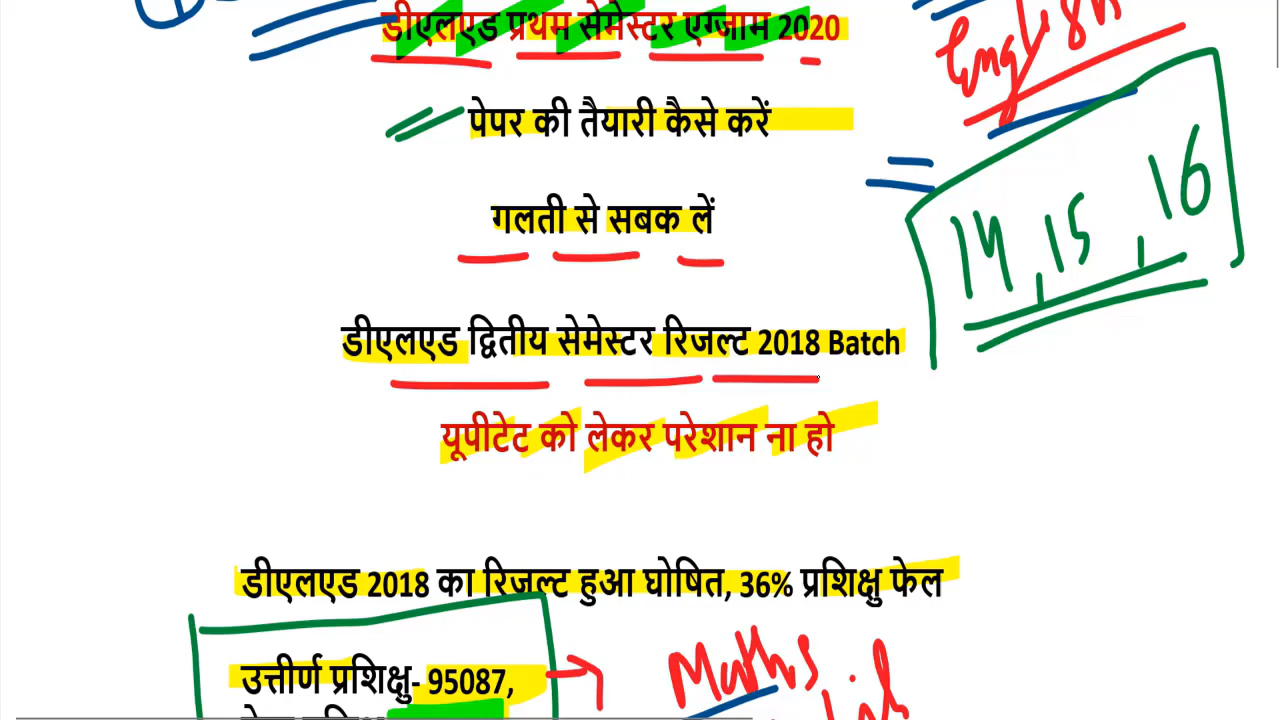 डीएलएड प्रथम सेमेस्टर एग्जाम 2020
English
पेपर की तैयारी कैसे करें
14, 15, 16
गलती से सबक लें
डीएलएड द्वितीय सेमेस्टर रिजल्ट 2018 Batch
यूपीटेट को लेकर परेशान ना हो
डीएलएड 2018 का रिजल्ट हुआ घोषित, 36% प्रशिक्षु फेल
उत्तीर्ण प्रशिक्षु- 95087,
Maths